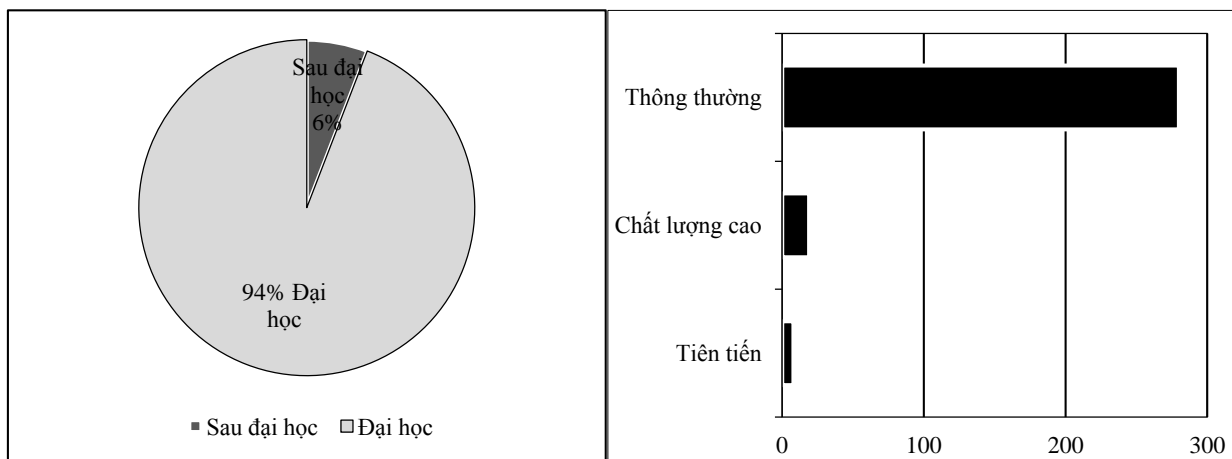 Sau đại
học
6%
94% Đại
học
Sau đại học Đại học
Thông thường
Chất lượng cao
Tiên tiến
0 100 200 300